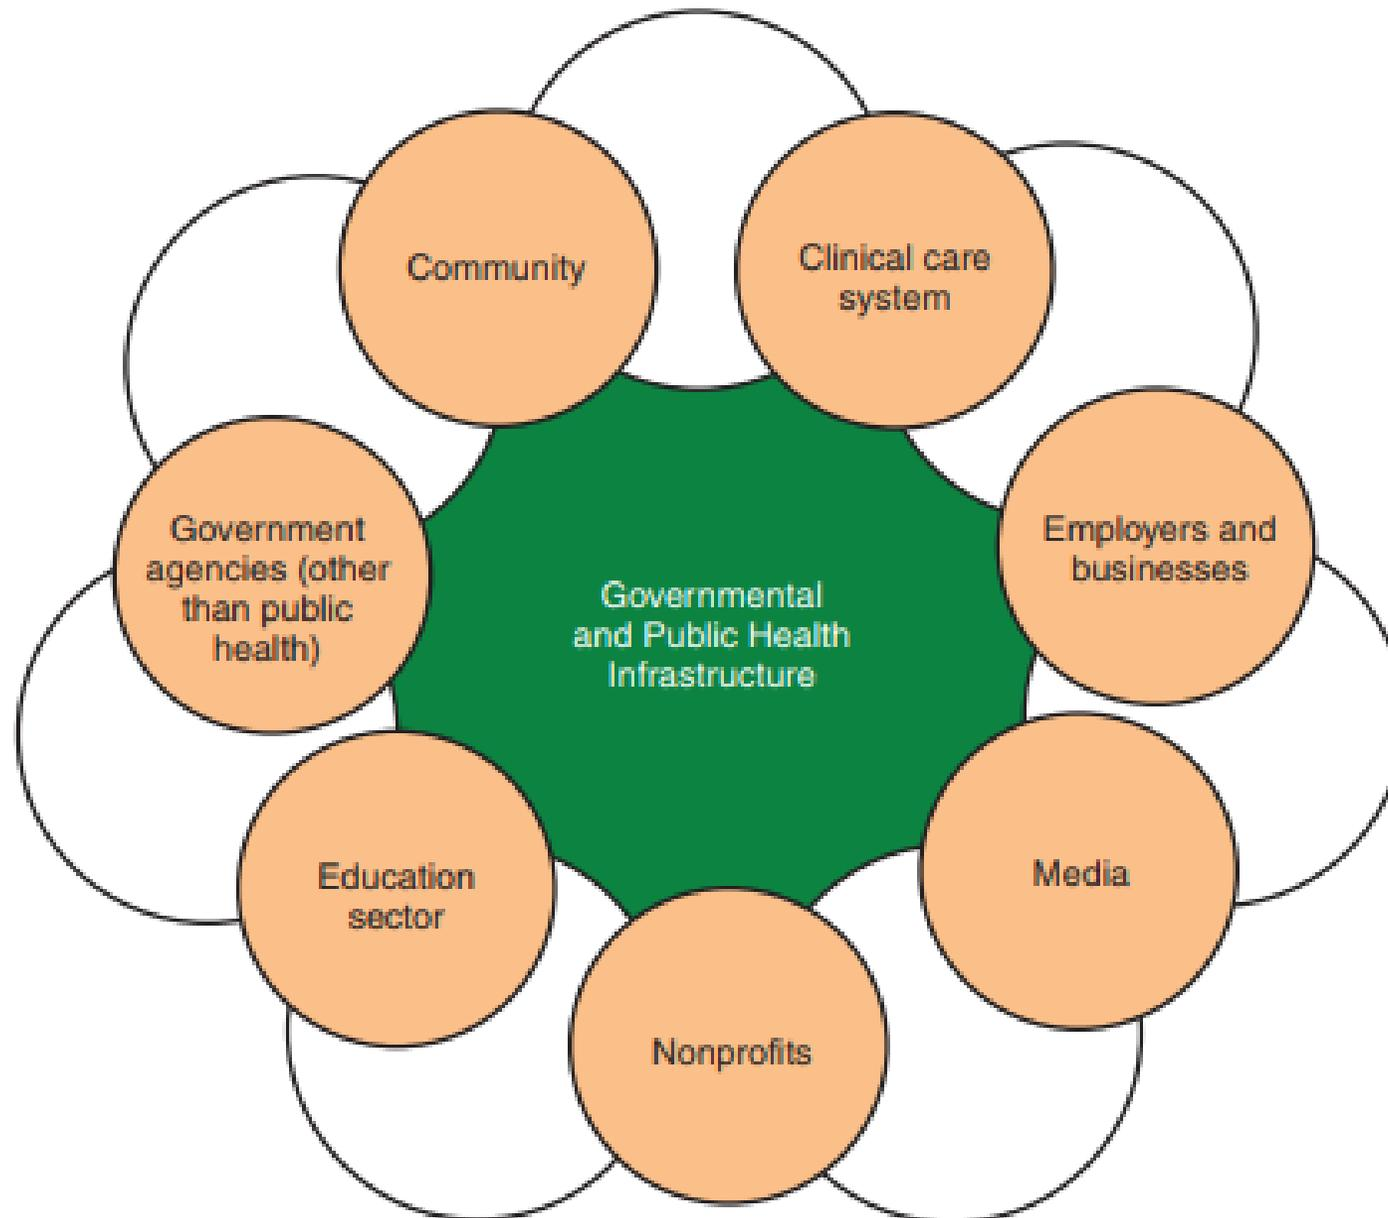 Community
Clinical care
system
Government
agencies (other
than public
health)
Governmental
and Public Health
Infrastructure
Employers and
businesses
Education
sector
Media
Nonprofits